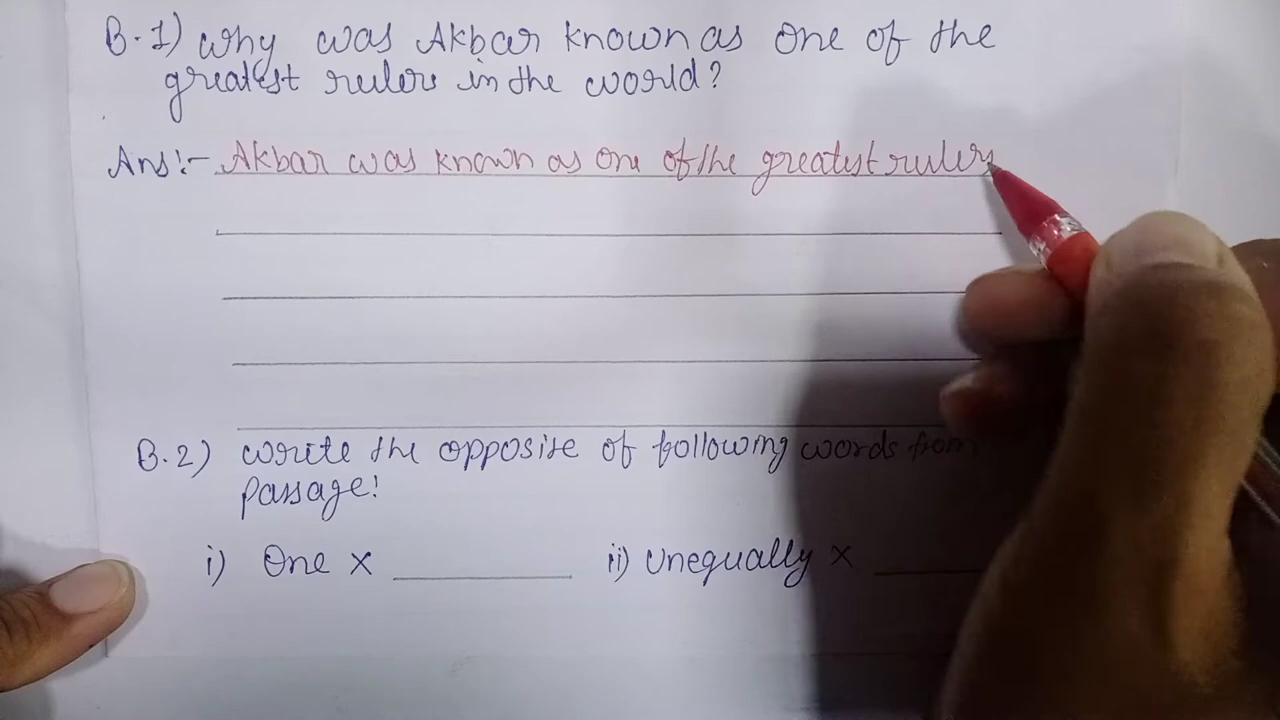 B.1) Why was Akbar known as one of the
greatest rulers in the world?
Ans:- Akbar was known as one of the greatest rulers
B.2) write the opposite of following words from
passage!
i) One x ii) Unequally x